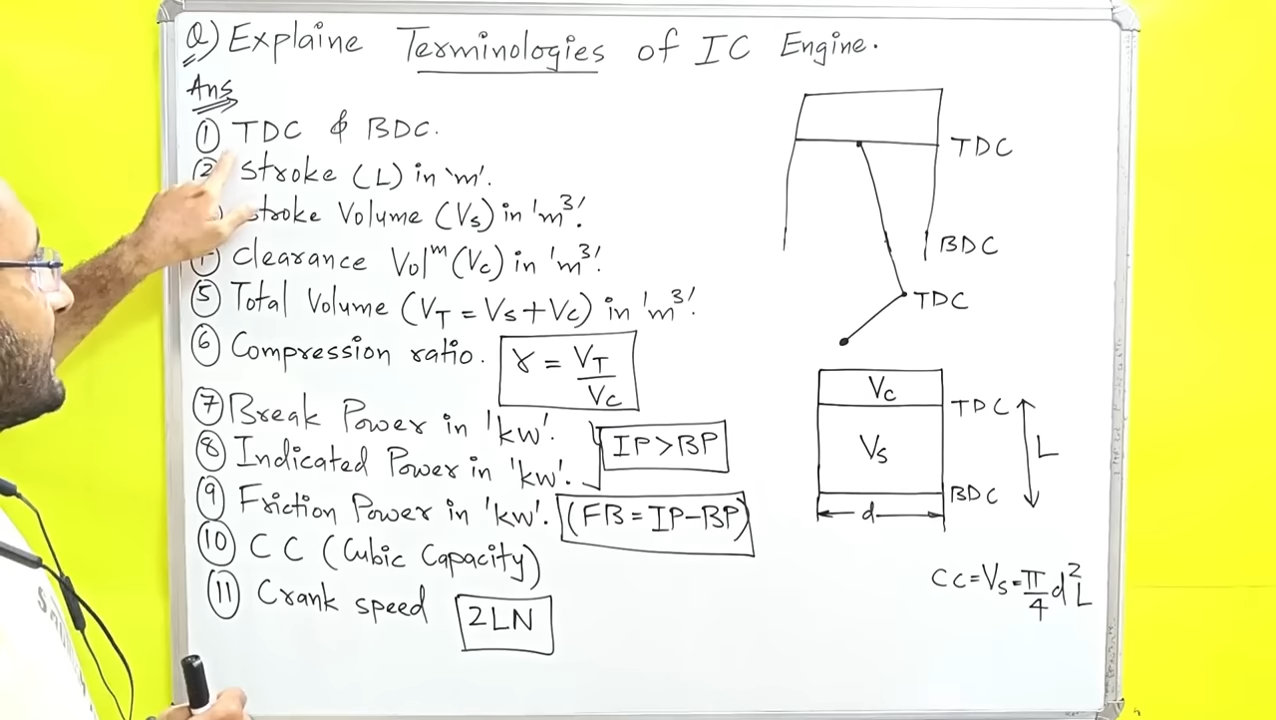 Q) Explaine Terminologies of IC Engine.
Ans
① TDC & BDC.
② Stroke (L) in 'm'.
Stroke Volume (Vs) in 'm³'.
Clearance Volᵐ (Vc) in 'm³'.
⑤ Total Volume (VT = Vs + Vc) in 'm³'.
⑥ Compression ratio. γ = VT/Vc
⑦ Break Power in 'kw'.
⑧ Indicated Power in 'kw'. IP > BP
⑨ Friction Power in 'kw'. (FB = IP - BP)
⑩ CC (Cubic Capacity)
⑪ Crank speed 2LN
TDC
BDC
TDC
Vc
TDC
Vs
L
BDC
d
CC = Vs = π/4 d² L